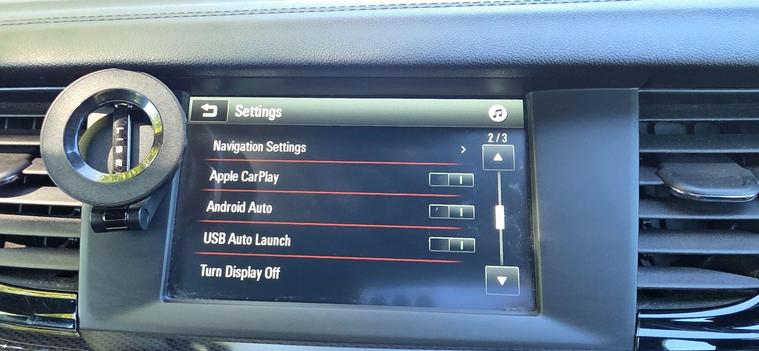 Settings
2/3
Navigation Settings
Apple CarPlay
Android Auto
USB Auto Launch
Turn Display Off